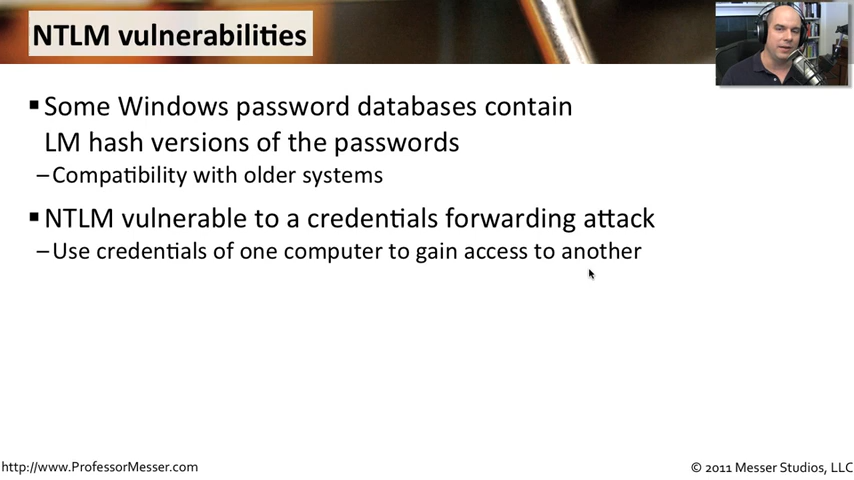 NTLM vulnerabilities
▪Some Windows password databases contain
LM hash versions of the passwords
–Compatibility with older systems
▪NTLM vulnerable to a credentials forwarding attack
–Use credentials of one computer to gain access to another
http://www.ProfessorMesser.com
© 2011 Messer Studios, LLC